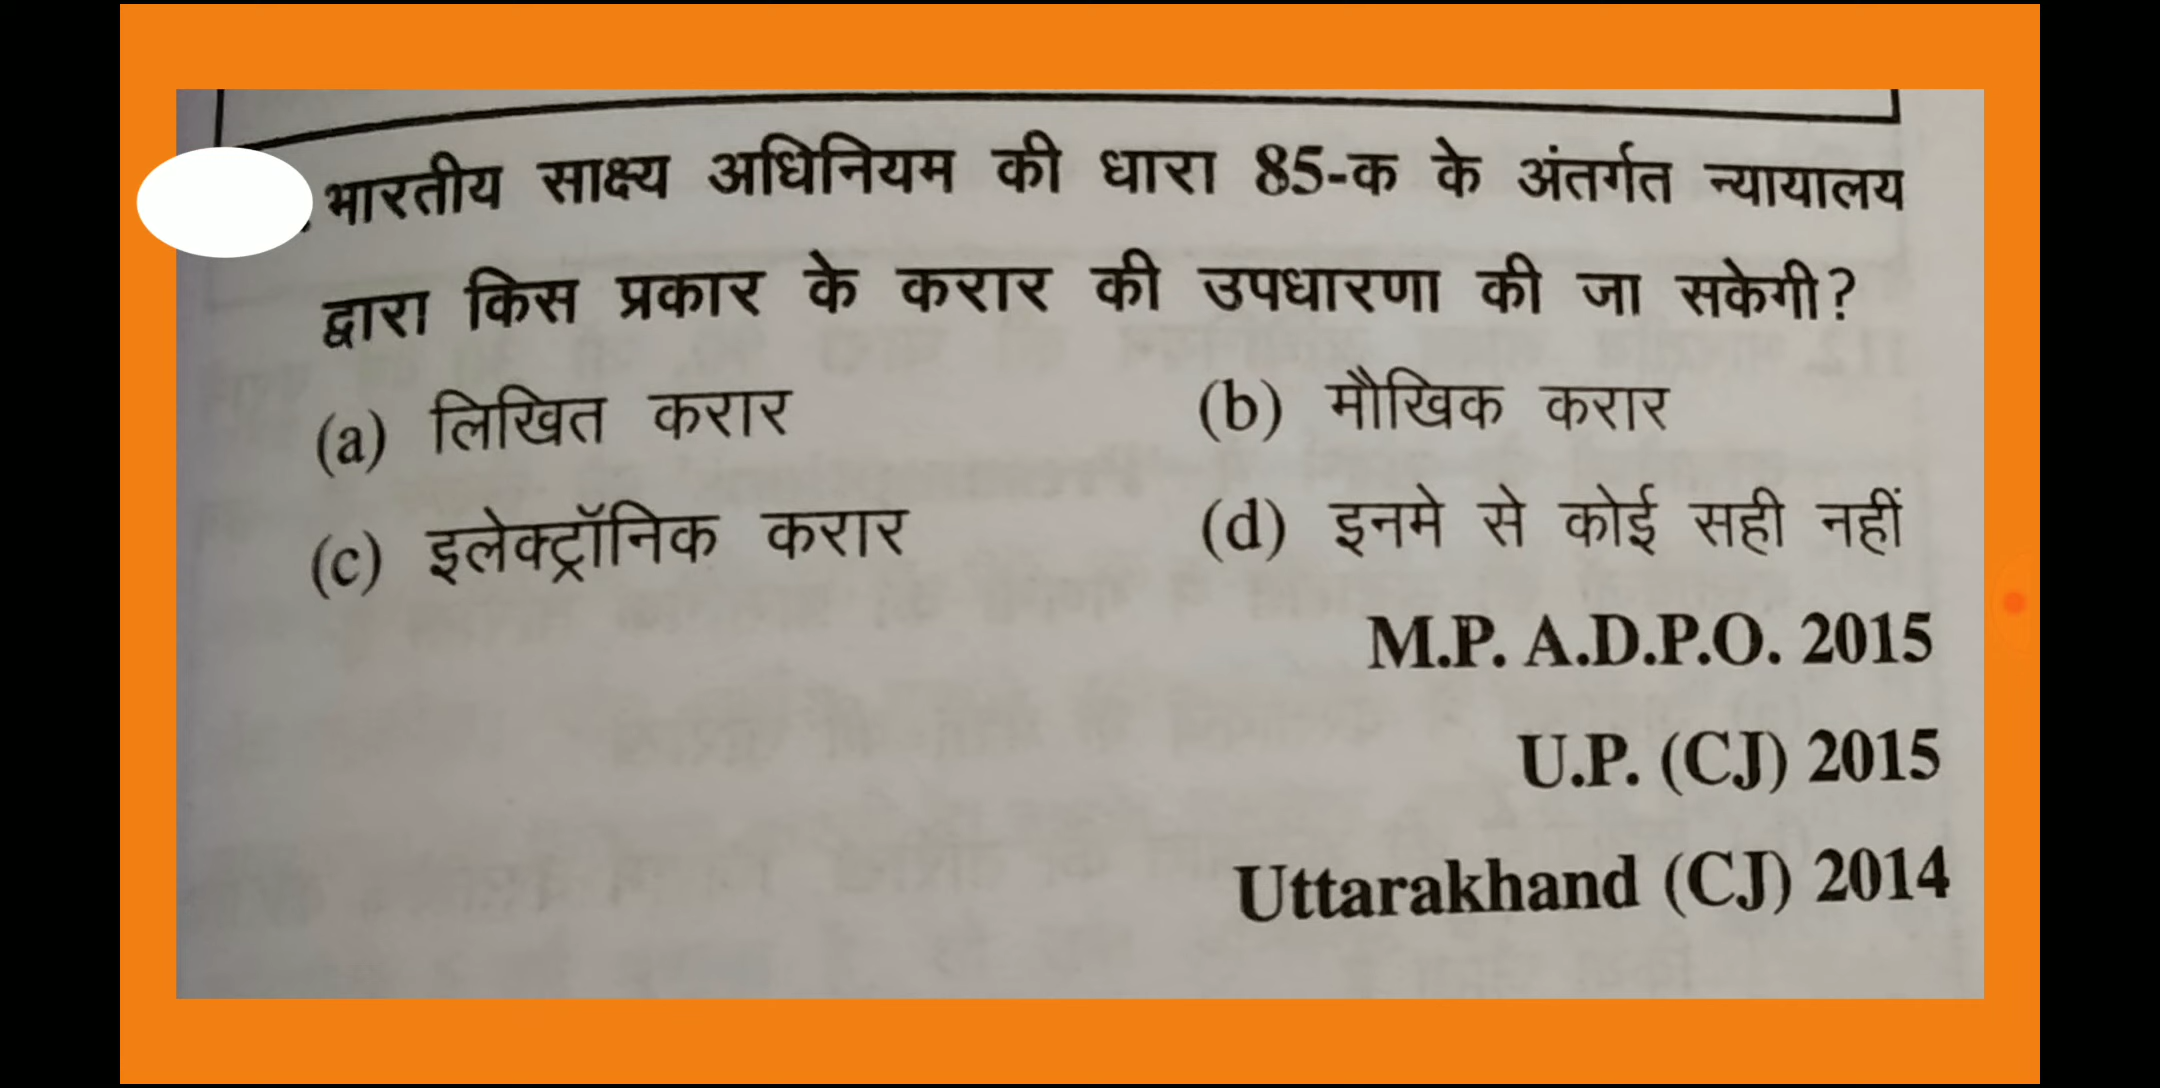 भारतीय साक्ष्य अधिनियम की धारा 85-क के अंतर्गत न्यायालय
द्वारा किस प्रकार के करार की उपधारणा की जा सकेगी?
(a) लिखित करार (b) मौखिक करार
(c) इलेक्ट्रॉनिक करार (d) इनमे से कोई सही नहीं
M.P. A.D.P.O. 2015
U.P. (CJ) 2015
Uttarakhand (CJ) 2014